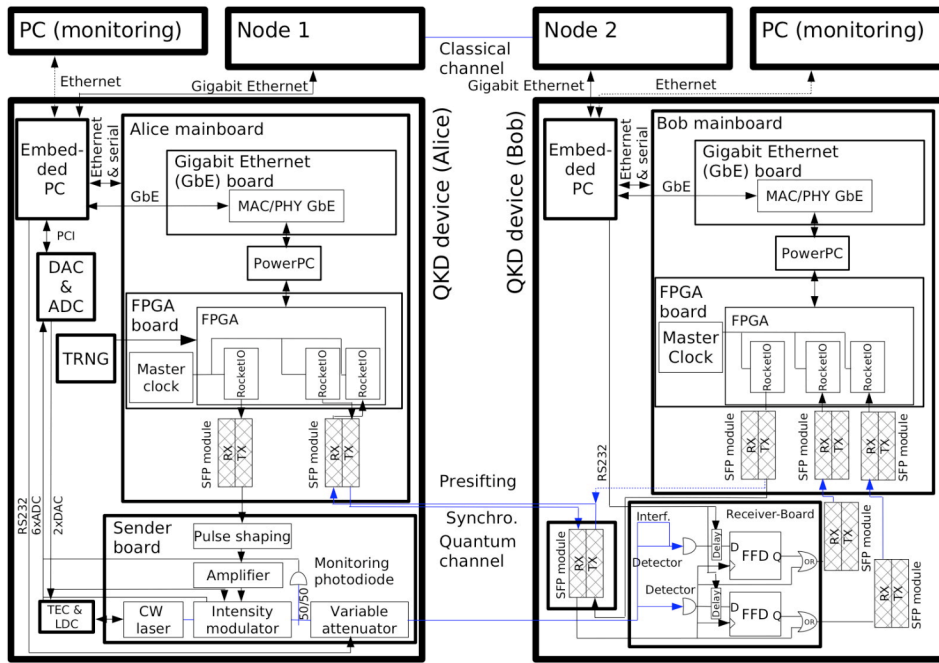 PC (monitoring)
Node 1
Node 2
PC (monitoring)
Classical
channel
Ethernet
Gigabit Ethernet
Gigabit Ethernet
Ethernet
Embed-
ded
PC
Ethernet
& serial
Alice mainboard
Gigabit Ethernet
(GbE) board
MAC/PHY GbE
GbE
PCI
DAC
&
ADC
PowerPC
FPGA
board
FPGA
TRNG
Master
clock
RocketIO
RocketIO
RocketIO
SFP module
RX
TX
SFP module
RX
TX
QKD device (Alice)
RS232
6xADC
2xDAC
Sender
board
Pulse shaping
Amplifier
Monitoring
photodiode
50/50
TEC &
LDC
CW
laser
Intensity
modulator
Variable
attenuator
Presifting
Synchro.
Quantum
channel
QKD device (Bob)
Embed-
ded
PC
Ethernet
& serial
Bob mainboard
Gigabit Ethernet
(GbE) board
MAC/PHY GbE
GbE
PowerPC
FPGA
board
FPGA
Master
Clock
RocketIO
RocketIO
RocketIO
SFP module
RX
TX
SFP module
RX
TX
SFP module
RX
TX
RS232
SFP module
RX
TX
Interf.
Receiver-Board
Detector
Delay
D
FFD
Q
OR
Detector
Delay
D
FFD
Q
OR
RX
TX
SFP module
RX
TX
SFP module